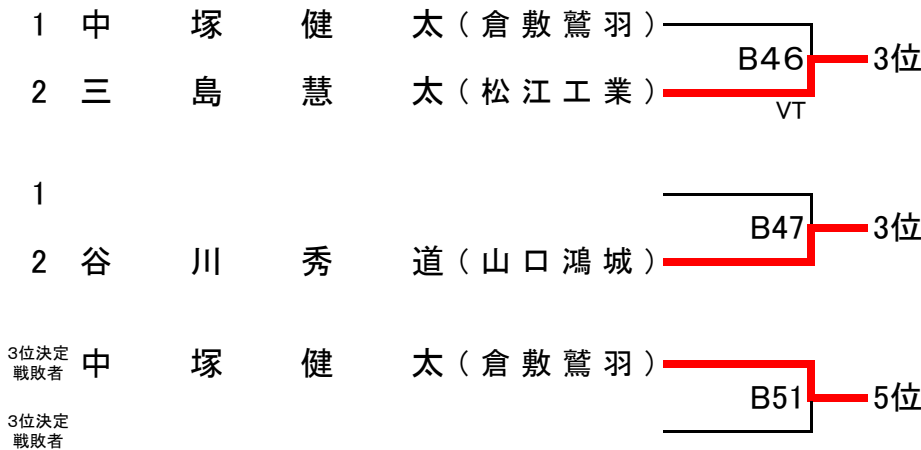 1 中塚健太(倉敷鷲羽)
B46 3位
2 三島慧太(松江工業)
VT
1
B47 3位
2 谷川秀道(山口鴻城)
3位決定
戦敗者 中塚健太(倉敷鷲羽)
B51 5位
3位決定
戦敗者